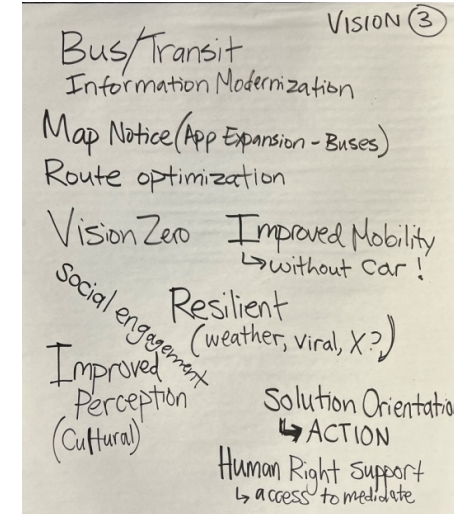 VISION 3
Bus/Transit
Information Modernization
Map Notice (App Expansion - Buses)
Route optimization
Vision Zero
Improved Mobility
↳ without car!
Social engagement
Resilient
(weather, viral, X?)
Improved
Perception
(Cultural)
Solution Orientatio
↳ ACTION
Human Right Support
↳ access to medidate